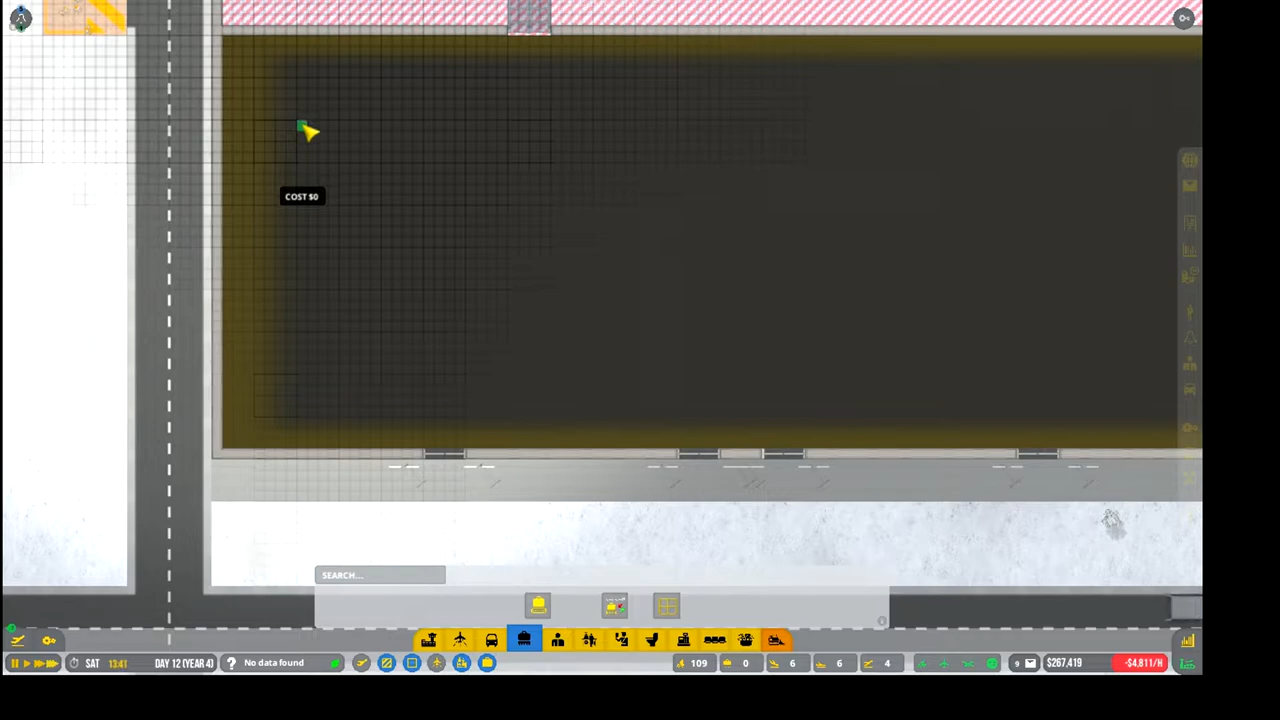 COST $0
SEARCH...
SAT 13:41 DAY 12 (YEAR 4) ? No data found 109 0 6 6 4 9 $267,419 -$4,811/H